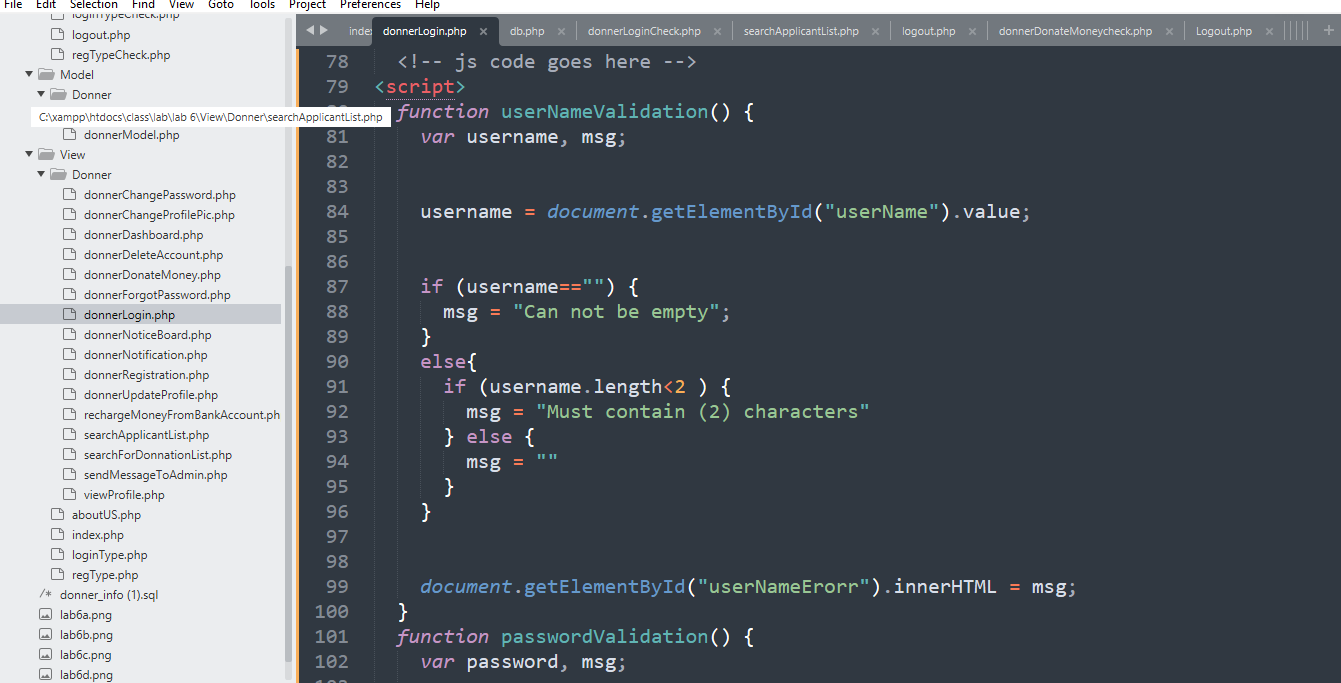 File Edit Selection Find View Goto Tools Project Preferences Help
loginTypeCheck.php
logout.php
regTypeCheck.php
Model
Donner
C:\xampp\htdocs\class\lab\lab 6\View\Donner\searchApplicantList.php
donnerModel.php
View
Donner
donnerChangePassword.php
donnerChangeProfilePic.php
donnerDashboard.php
donnerDeleteAccount.php
donnerDonateMoney.php
donnerForgotPassword.php
donnerLogin.php
donnerNoticeBoard.php
donnerNotification.php
donnerRegistration.php
donnerUpdateProfile.php
rechargeMoneyFromBankAccount.ph
searchApplicantList.php
searchForDonnationList.php
sendMessageToAdmin.php
viewProfile.php
aboutUS.php
index.php
loginType.php
regType.php
/* donner_info (1).sql
lab6a.png
lab6b.png
lab6c.png
lab6d.png
inde donnerLogin.php × db.php × donnerLoginCheck.php × searchApplicantList.php × logout.php × donnerDonateMoneycheck.php × Logout.php × +
78 <!-- js code goes here -->
79 <script>
function userNameValidation() {
81 var username, msg;
82
83
84 username = document.getElementById("userName").value;
85
86
87 if (username=="") {
88 msg = "Can not be empty";
89 }
90 else{
91 if (username.length<2 ) {
92 msg = "Must contain (2) characters"
93 } else {
94 msg = ""
95 }
96 }
97
98
99 document.getElementById("userNameErorr").innerHTML = msg;
100 }
101 function passwordValidation() {
102 var password, msg;